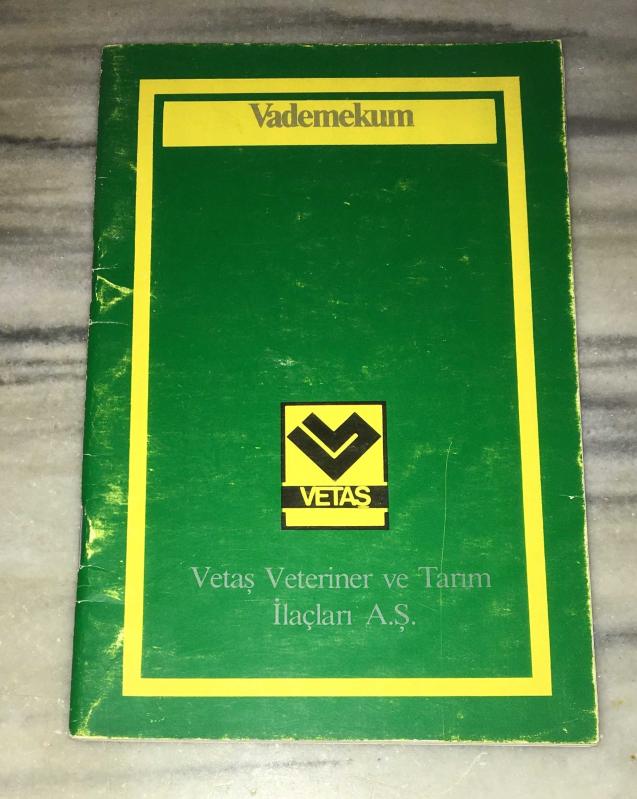 Vademekum
VETAŞ
Vetaş Veteriner ve Tarım
İlaçları A.Ş.